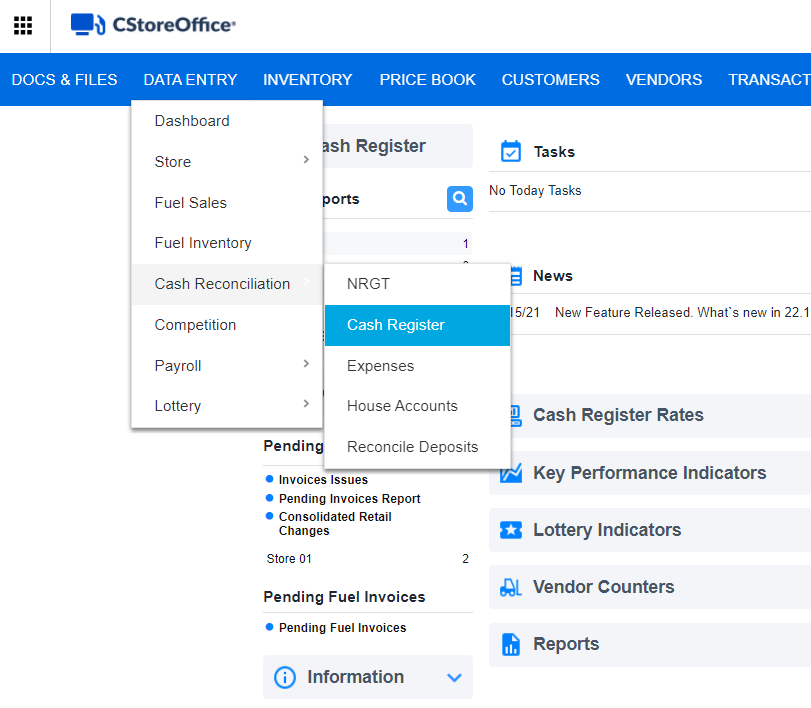 CStoreOffice®
DOCS & FILES DATA ENTRY INVENTORY PRICE BOOK CUSTOMERS VENDORS TRANSACT
Dashboard
Store
Fuel Sales
Fuel Inventory
Cash Reconciliation
Competition
Payroll
Lottery
NRGT
Cash Register
Expenses
House Accounts
Reconcile Deposits
ash Register
ports
1
Pending
Invoices Issues
Pending Invoices Report
Consolidated Retail
Changes
Store 01 2
Pending Fuel Invoices
Pending Fuel Invoices
Information
Tasks
No Today Tasks
News
15/21 New Feature Released. What`s new in 22.1
Cash Register Rates
Key Performance Indicators
Lottery Indicators
Vendor Counters
Reports